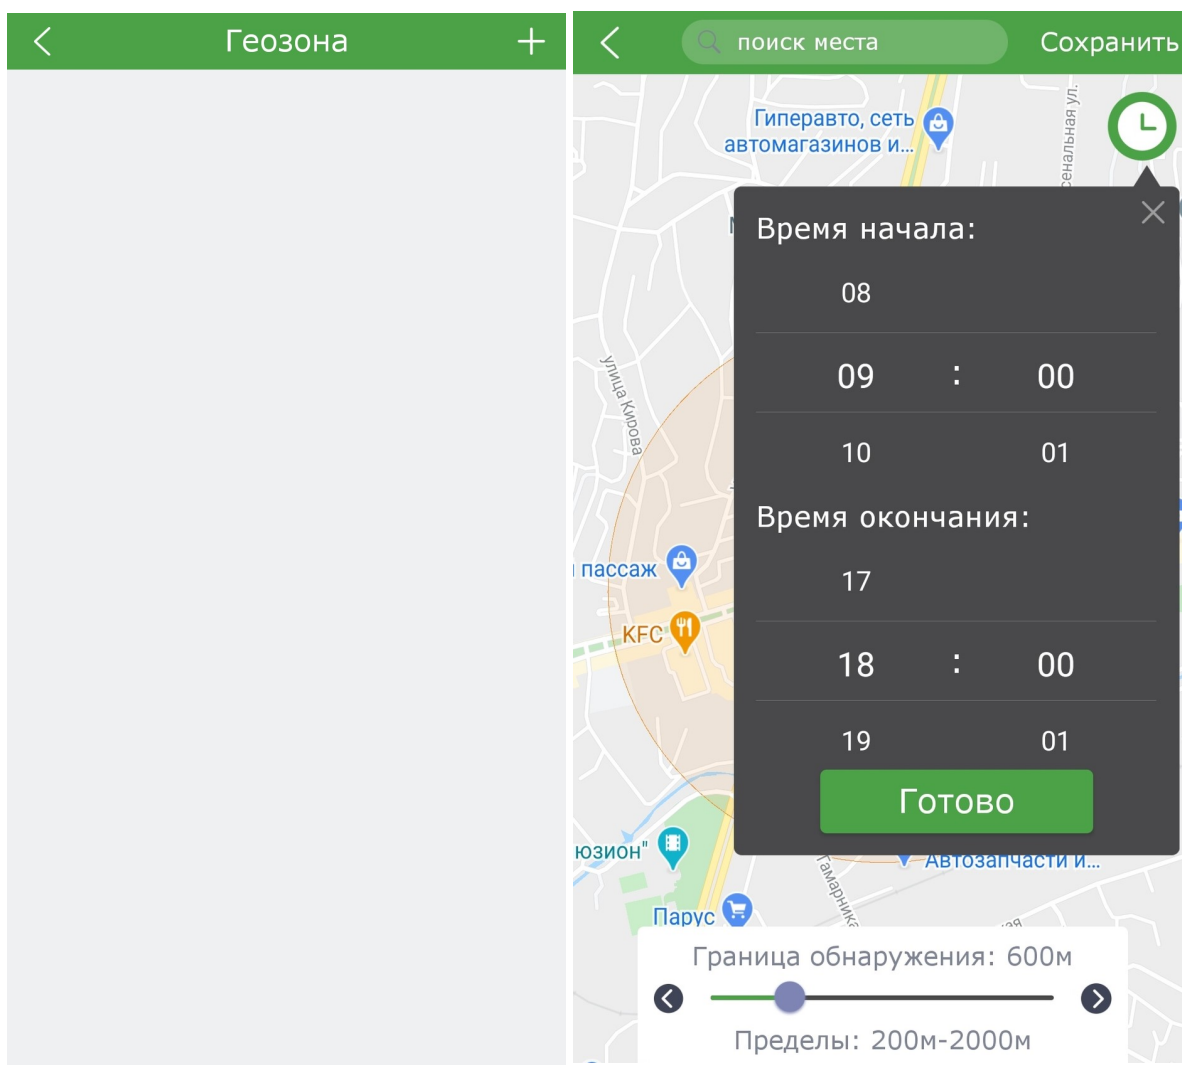 Геозона
поиск места
Сохранить
Гиперавто, сеть
автомагазинов и...
сенальная ул.
Время начала:
08
09 : 00
10 01
улица Кирова
Время окончания:
17
пассаж
KFC
18 : 00
19 01
Готово
юзион"
Автозапчасти и...
Парус
Граница обнаружения: 600м
Пределы: 200м-2000м